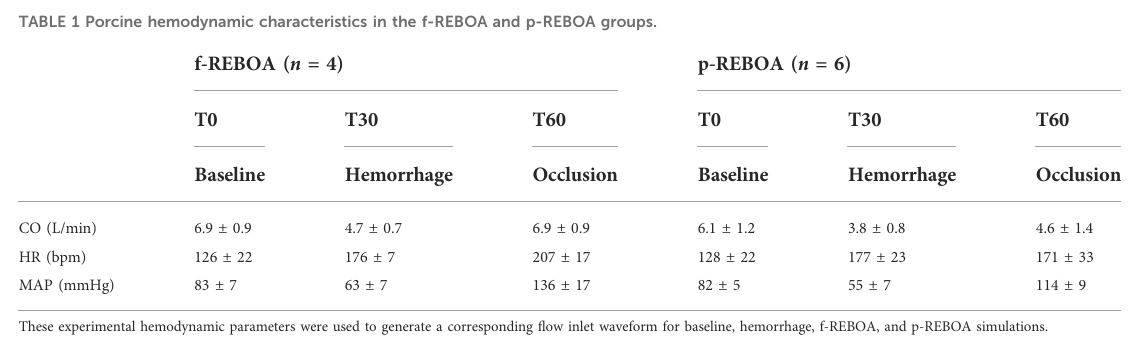 TABLE 1 Porcine hemodynamic characteristics in the f-REBOA and p-REBOA groups.
f-REBOA (n = 4) p-REBOA (n = 6)
T0 T30 T60 T0 T30 T60
Baseline Hemorrhage Occlusion Baseline Hemorrhage Occlusion
CO (L/min) 6.9 ± 0.9 4.7 ± 0.7 6.9 ± 0.9 6.1 ± 1.2 3.8 ± 0.8 4.6 ± 1.4
HR (bpm) 126 ± 22 176 ± 7 207 ± 17 128 ± 22 177 ± 23 171 ± 33
MAP (mmHg) 83 ± 7 63 ± 7 136 ± 17 82 ± 5 55 ± 7 114 ± 9
These experimental hemodynamic parameters were used to generate a corresponding flow inlet waveform for baseline, hemorrhage, f-REBOA, and p-REBOA simulations.